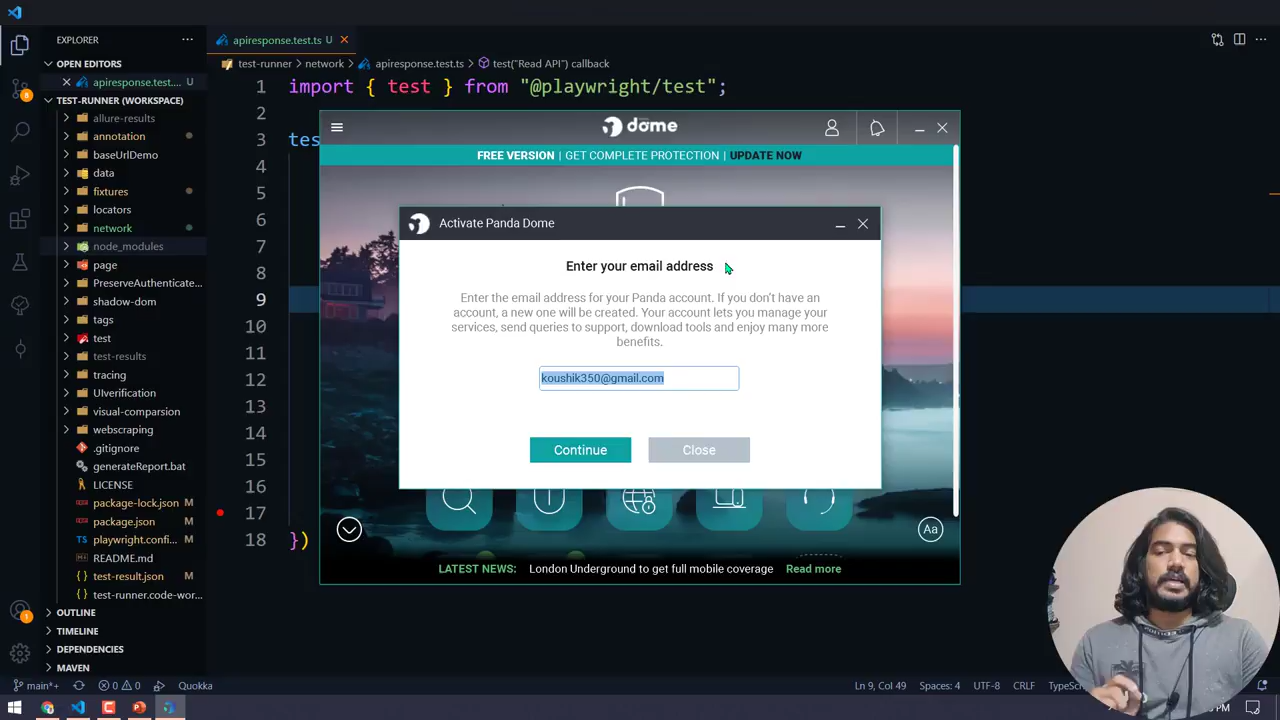 EXPLORER
apiresponse.test.ts U
OPEN EDITORS
test-runner > network > apiresponse.test.ts > test("Read API") callback
apiresponse.test.... U
TEST-RUNNER (WORKSPACE)
allure-results
annotation
baseUrlDemo
data
fixtures
locators
network
node_modules
page
PreserveAuthenticate...
shadow-dom
tags
test
test-results
tracing
UIverification
visual-comparsion
webscraping
.gitignore
generateReport.bat
LICENSE
package-lock.json M
package.json M
playwright.confi... M
README.md
test-result.json M
test-runner.code-wor...
OUTLINE
TIMELINE
DEPENDENCIES
MAVEN
1 import { test } from "@playwright/test";
2
3 tes
4
5
6
7
8
9
10
11
12
13
14
15
16
17
18 })
dome
FREE VERSION | GET COMPLETE PROTECTION | UPDATE NOW
Activate Panda Dome
Enter your email address
Enter the email address for your Panda account. If you don't have an
account, a new one will be created. Your account lets you manage your
services, send queries to support, download tools and enjoy many more
benefits.
koushik350@gmail.com
Continue Close
Aa
LATEST NEWS: London Underground to get full mobile coverage Read more
main*+ 0 0 Quokka Ln 9, Col 49 Spaces: 4 UTF-8 CRLF TypeSc
PM